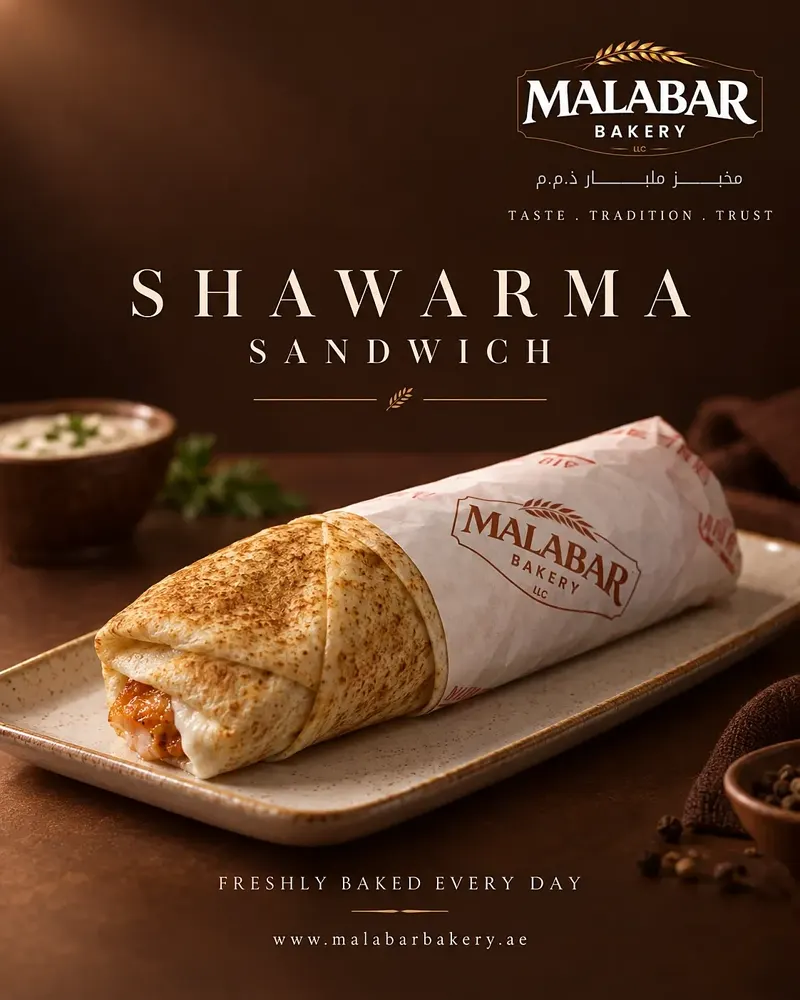 MALABAR
BAKERY
LLC
مخبز ملبار ذ.م.م
TASTE . TRADITION . TRUST
SHAWARMA
SANDWICH
MALABAR
BAKERY
LLC
FRESHLY BAKED EVERY DAY
www.malabarbakery.ae